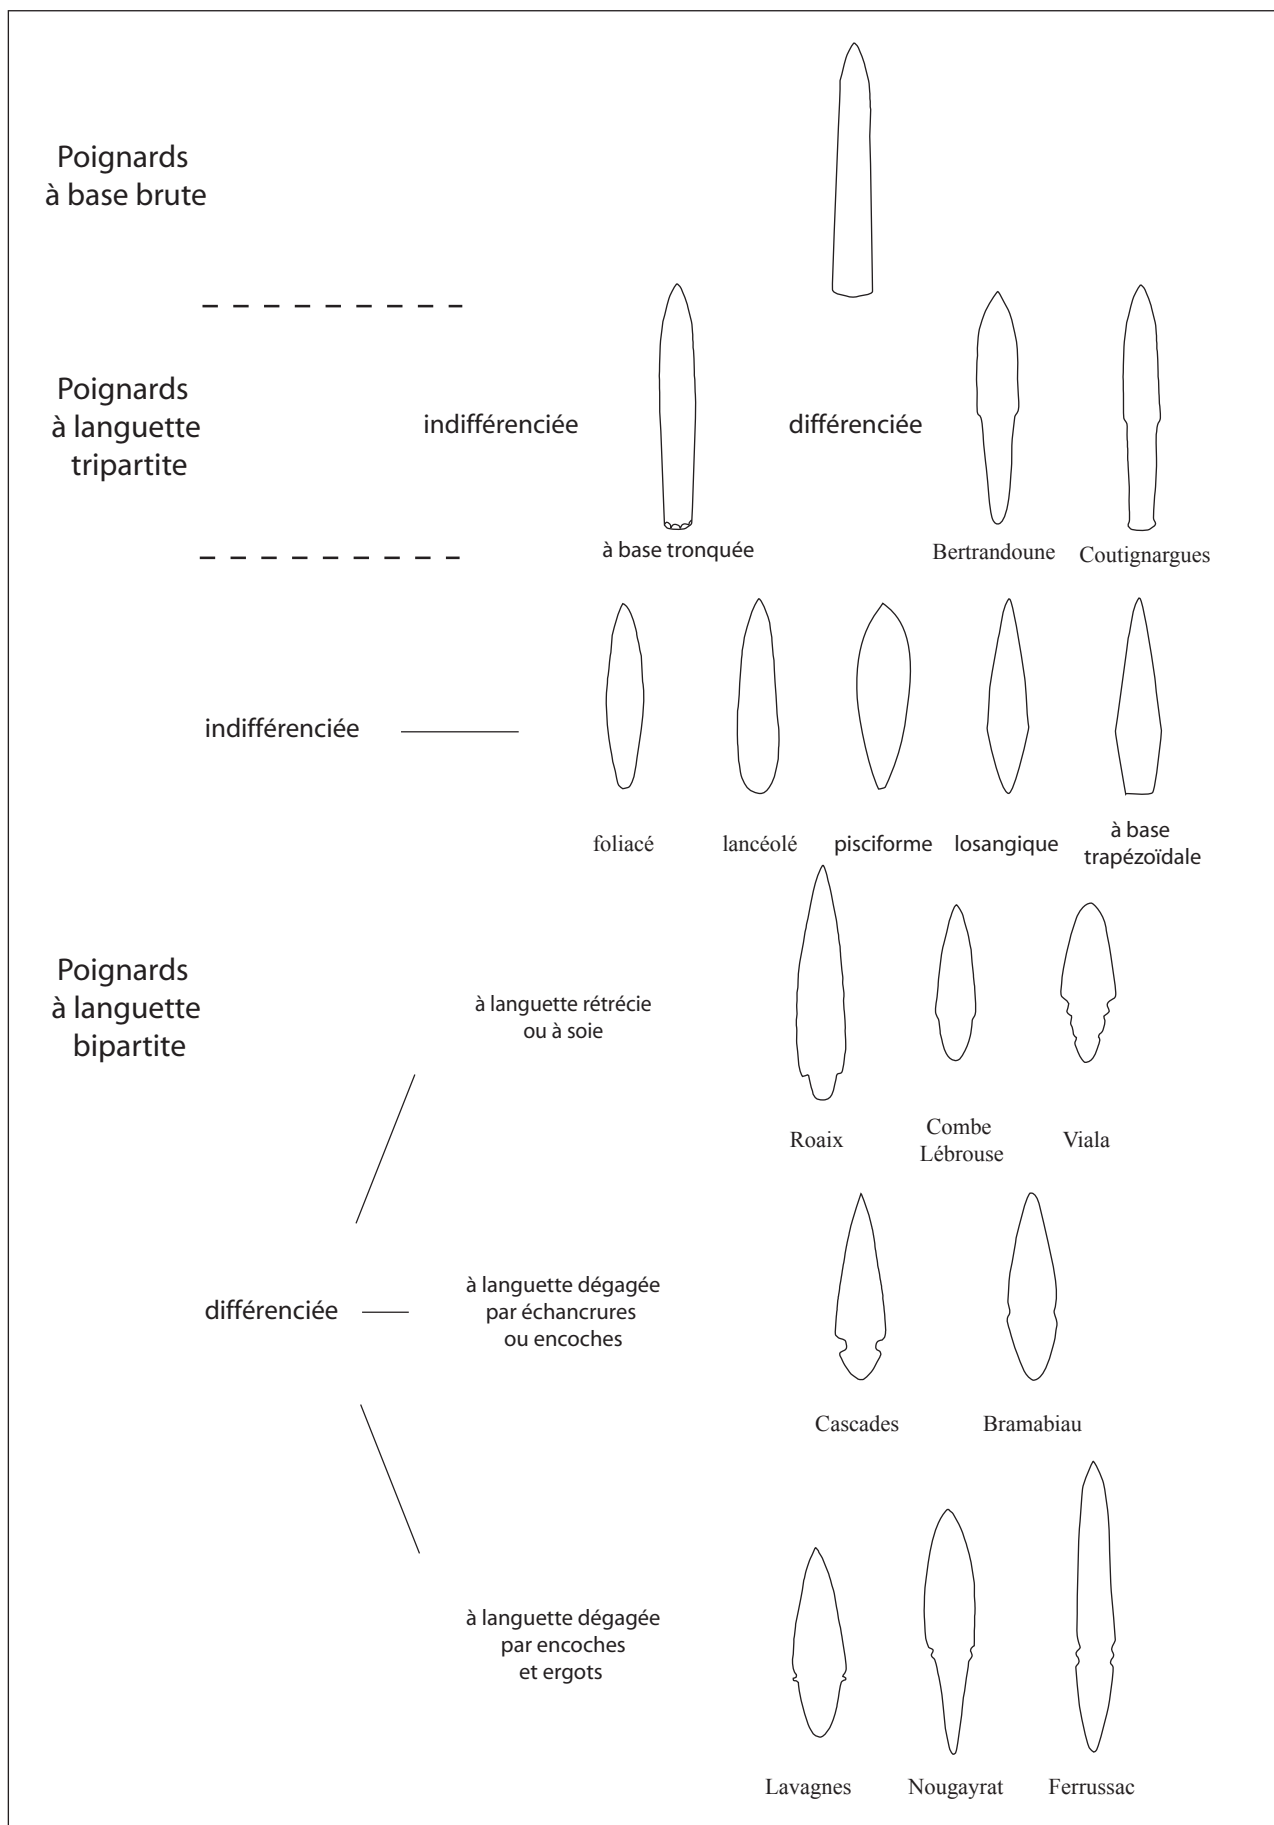 Poignards
à base brute
Poignards
à languette
tripartite
indifférenciée
différenciée
à base tronquée
Bertrandoune
Coutignargues
indifférenciée
foliacé
lancéolé
pisciforme
losangique
à base
trapézoïdale
Poignards
à languette
bipartite
à languette rétrécie
ou à soie
Roaix
Combe
Lébrouse
Viala
différenciée
à languette dégagée
par échancrures
ou encoches
Cascades
Bramabiau
à languette dégagée
par encoches
et ergots
Lavagnes
Nougayrat
Ferrussac